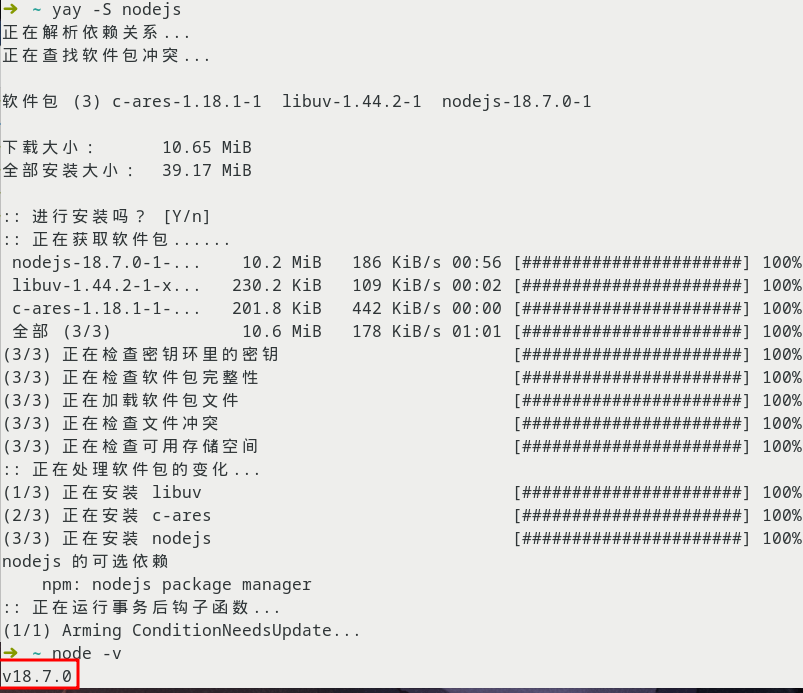 ➜ ~ yay -S nodejs
正在解析依赖关系...
正在查找软件包冲突...
软件包 (3) c-ares-1.18.1-1 libuv-1.44.2-1 nodejs-18.7.0-1
下载大小： 10.65 MiB
全部安装大小： 39.17 MiB
:: 进行安装吗？ [Y/n]
:: 正在获取软件包......
nodejs-18.7.0-1-... 10.2 MiB 186 KiB/s 00:56 [######################] 100%
libuv-1.44.2-1-x... 230.2 KiB 109 KiB/s 00:02 [######################] 100%
c-ares-1.18.1-1-... 201.8 KiB 442 KiB/s 00:00 [######################] 100%
全部 (3/3) 10.6 MiB 178 KiB/s 01:01 [######################] 100%
(3/3) 正在检查密钥环里的密钥 [######################] 100%
(3/3) 正在检查软件包完整性 [######################] 100%
(3/3) 正在加载软件包文件 [######################] 100%
(3/3) 正在检查文件冲突 [######################] 100%
(3/3) 正在检查可用存储空间 [######################] 100%
:: 正在处理软件包的变化...
(1/3) 正在安装 libuv [######################] 100%
(2/3) 正在安装 c-ares [######################] 100%
(3/3) 正在安装 nodejs [######################] 100%
nodejs 的可选依赖
npm: nodejs package manager
:: 正在运行事务后钩子函数...
(1/1) Arming ConditionNeedsUpdate...
➜ ~ node -v
v18.7.0